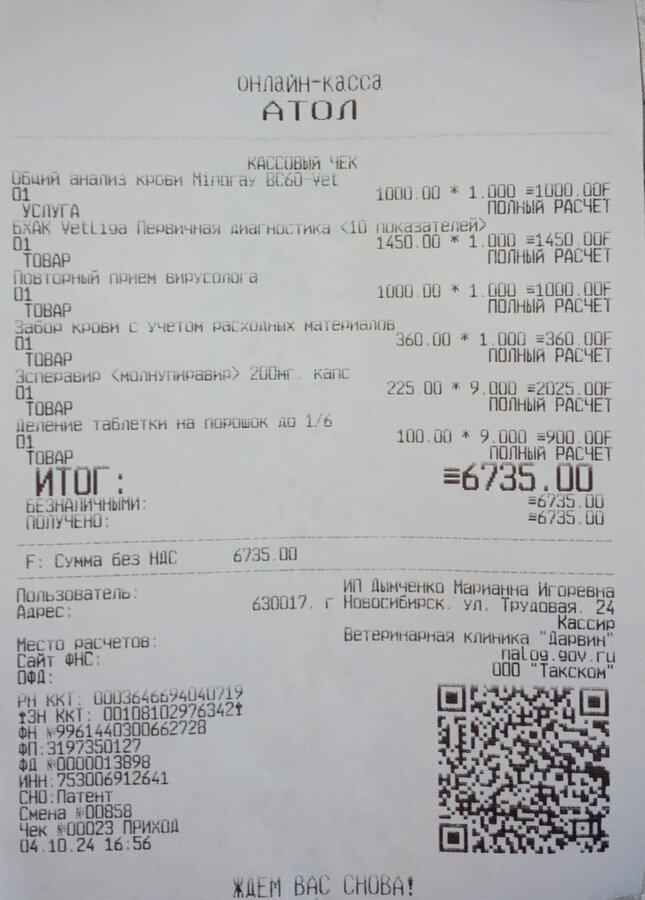 ОНЛАЙН-КАССА
АТОЛ
КАССОВЫЙ ЧЕК
Общий анализ крови Mindray BC60-Vet
01 1000.00 * 1.000 ≡1000.00F
УСЛУГА ПОЛНЫЙ РАСЧЕТ
БХАК VetLiga Первичная диагностика <10 показателей>
01 1450.00 * 1.000 ≡1450.00F
ТОВАР ПОЛНЫЙ РАСЧЕТ
Повторный прием вирусолога
01 1000.00 * 1.000 ≡1000.00F
ТОВАР ПОЛНЫЙ РАСЧЕТ
Забор крови с учетом расходных материалов
01 360.00 * 1.000 ≡360.00F
ТОВАР ПОЛНЫЙ РАСЧЕТ
Эсперавир <молнупиравир> 200мг. капс
01 225.00 * 9.000 ≡2025.00F
ТОВАР ПОЛНЫЙ РАСЧЕТ
Деление таблетки на порошок до 1/6
01 100.00 * 9.000 ≡900.00F
ТОВАР ПОЛНЫЙ РАСЧЕТ
ИТОГ: ≡6735.00
БЕЗНАЛИЧНЫМИ: ≡6735.00
ПОЛУЧЕНО: ≡6735.00
F: Сумма без НДС 6735.00
Пользователь: ИП Дымченко Марианна Игоревна
Адрес: 630017, г Новосибирск, ул. Трудовая, 24
Кассир
Место расчетов: Ветеринарная клиника "Дарвин"
Сайт ФНС: nalog.gov.ru
ОФД: ООО "Такском"
РН ККТ: 0003646694040719
ЗН ККТ: 00108102976342
ФН №9961440300662728
ФП:3197350127
ФД №0000013898
ИНН:753006912641
СНО:Патент
Смена №00858
Чек №00023 ПРИХОД
04.10.24 16:56
ЖДЕМ ВАС СНОВА!